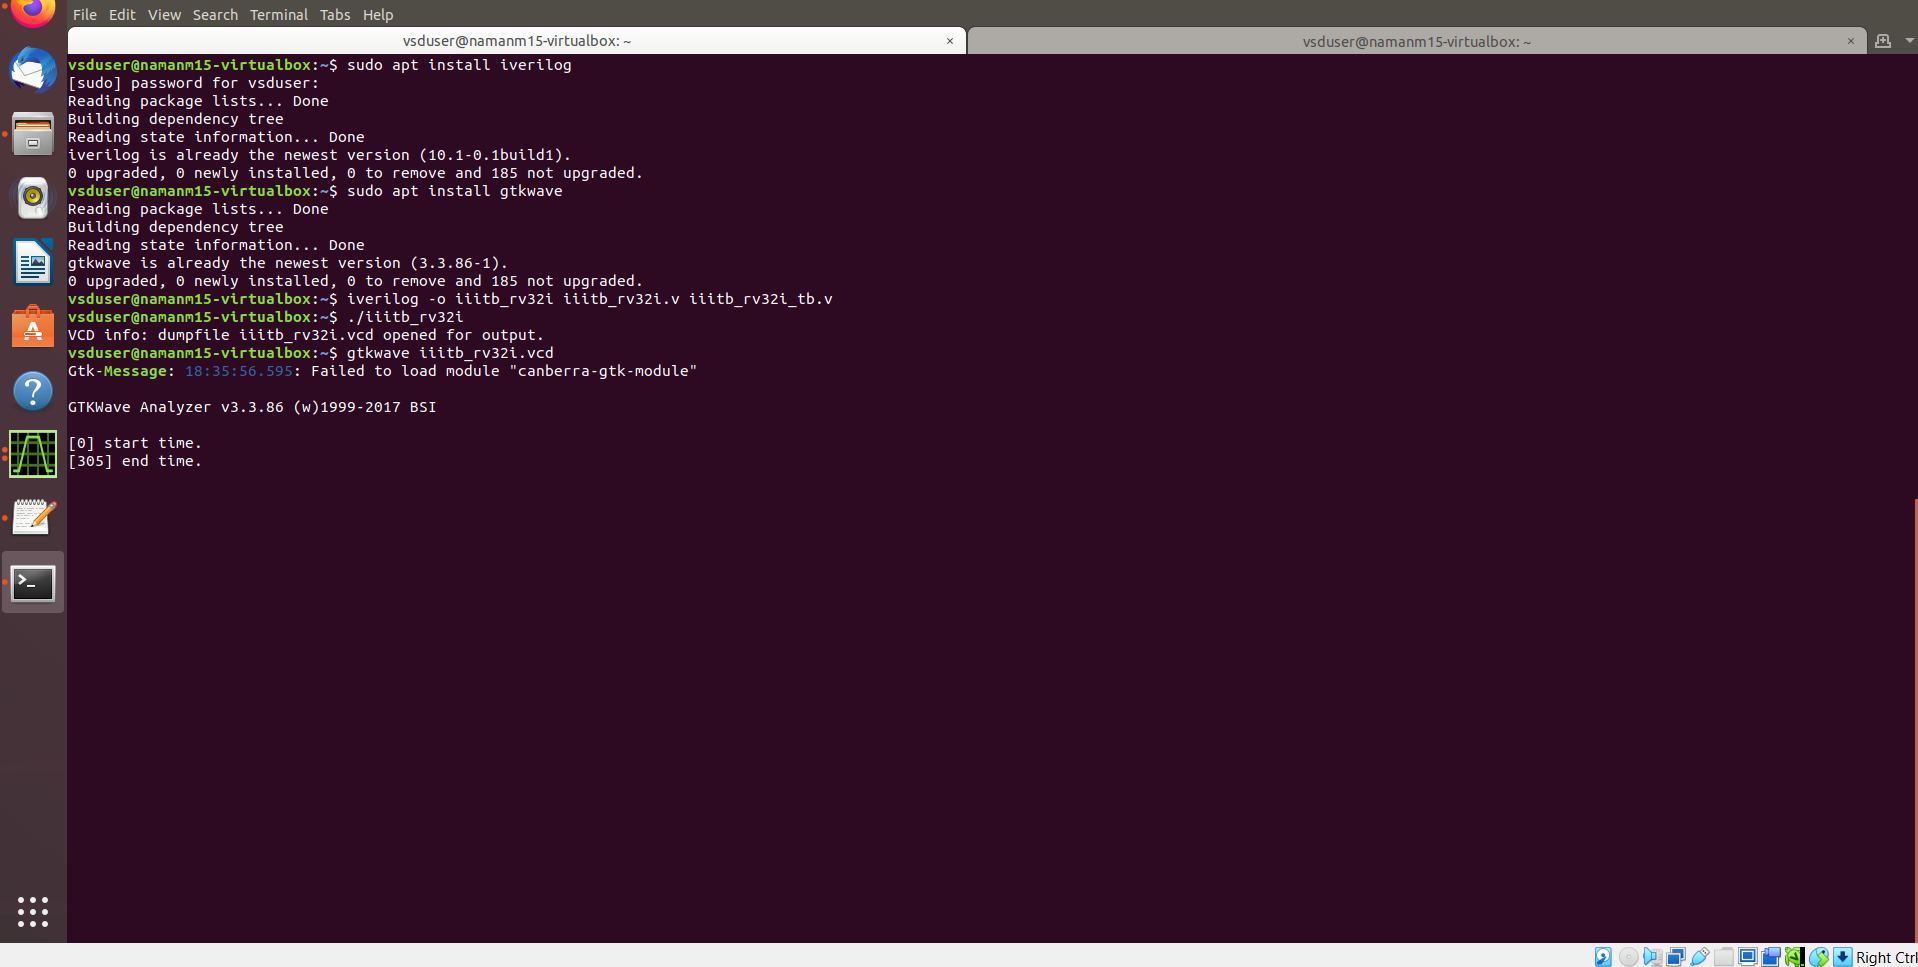 File Edit View Search Terminal Tabs Help
vsduser@namanm15-virtualbox: ~ × vsduser@namanm15-virtualbox: ~ ×
vsduser@namanm15-virtualbox:~$ sudo apt install iverilog
[sudo] password for vsduser:
Reading package lists... Done
Building dependency tree
Reading state information... Done
iverilog is already the newest version (10.1-0.1build1).
0 upgraded, 0 newly installed, 0 to remove and 185 not upgraded.
vsduser@namanm15-virtualbox:~$ sudo apt install gtkwave
Reading package lists... Done
Building dependency tree
Reading state information... Done
gtkwave is already the newest version (3.3.86-1).
0 upgraded, 0 newly installed, 0 to remove and 185 not upgraded.
vsduser@namanm15-virtualbox:~$ iverilog -o iiitb_rv32i iiitb_rv32i.v iiitb_rv32i_tb.v
vsduser@namanm15-virtualbox:~$ ./iiitb_rv32i
VCD info: dumpfile iiitb_rv32i.vcd opened for output.
vsduser@namanm15-virtualbox:~$ gtkwave iiitb_rv32i.vcd
Gtk-Message: 18:35:56.595: Failed to load module "canberra-gtk-module"
GTKWave Analyzer v3.3.86 (w)1999-2017 BSI
[0] start time.
[305] end time.
Right Ctrl